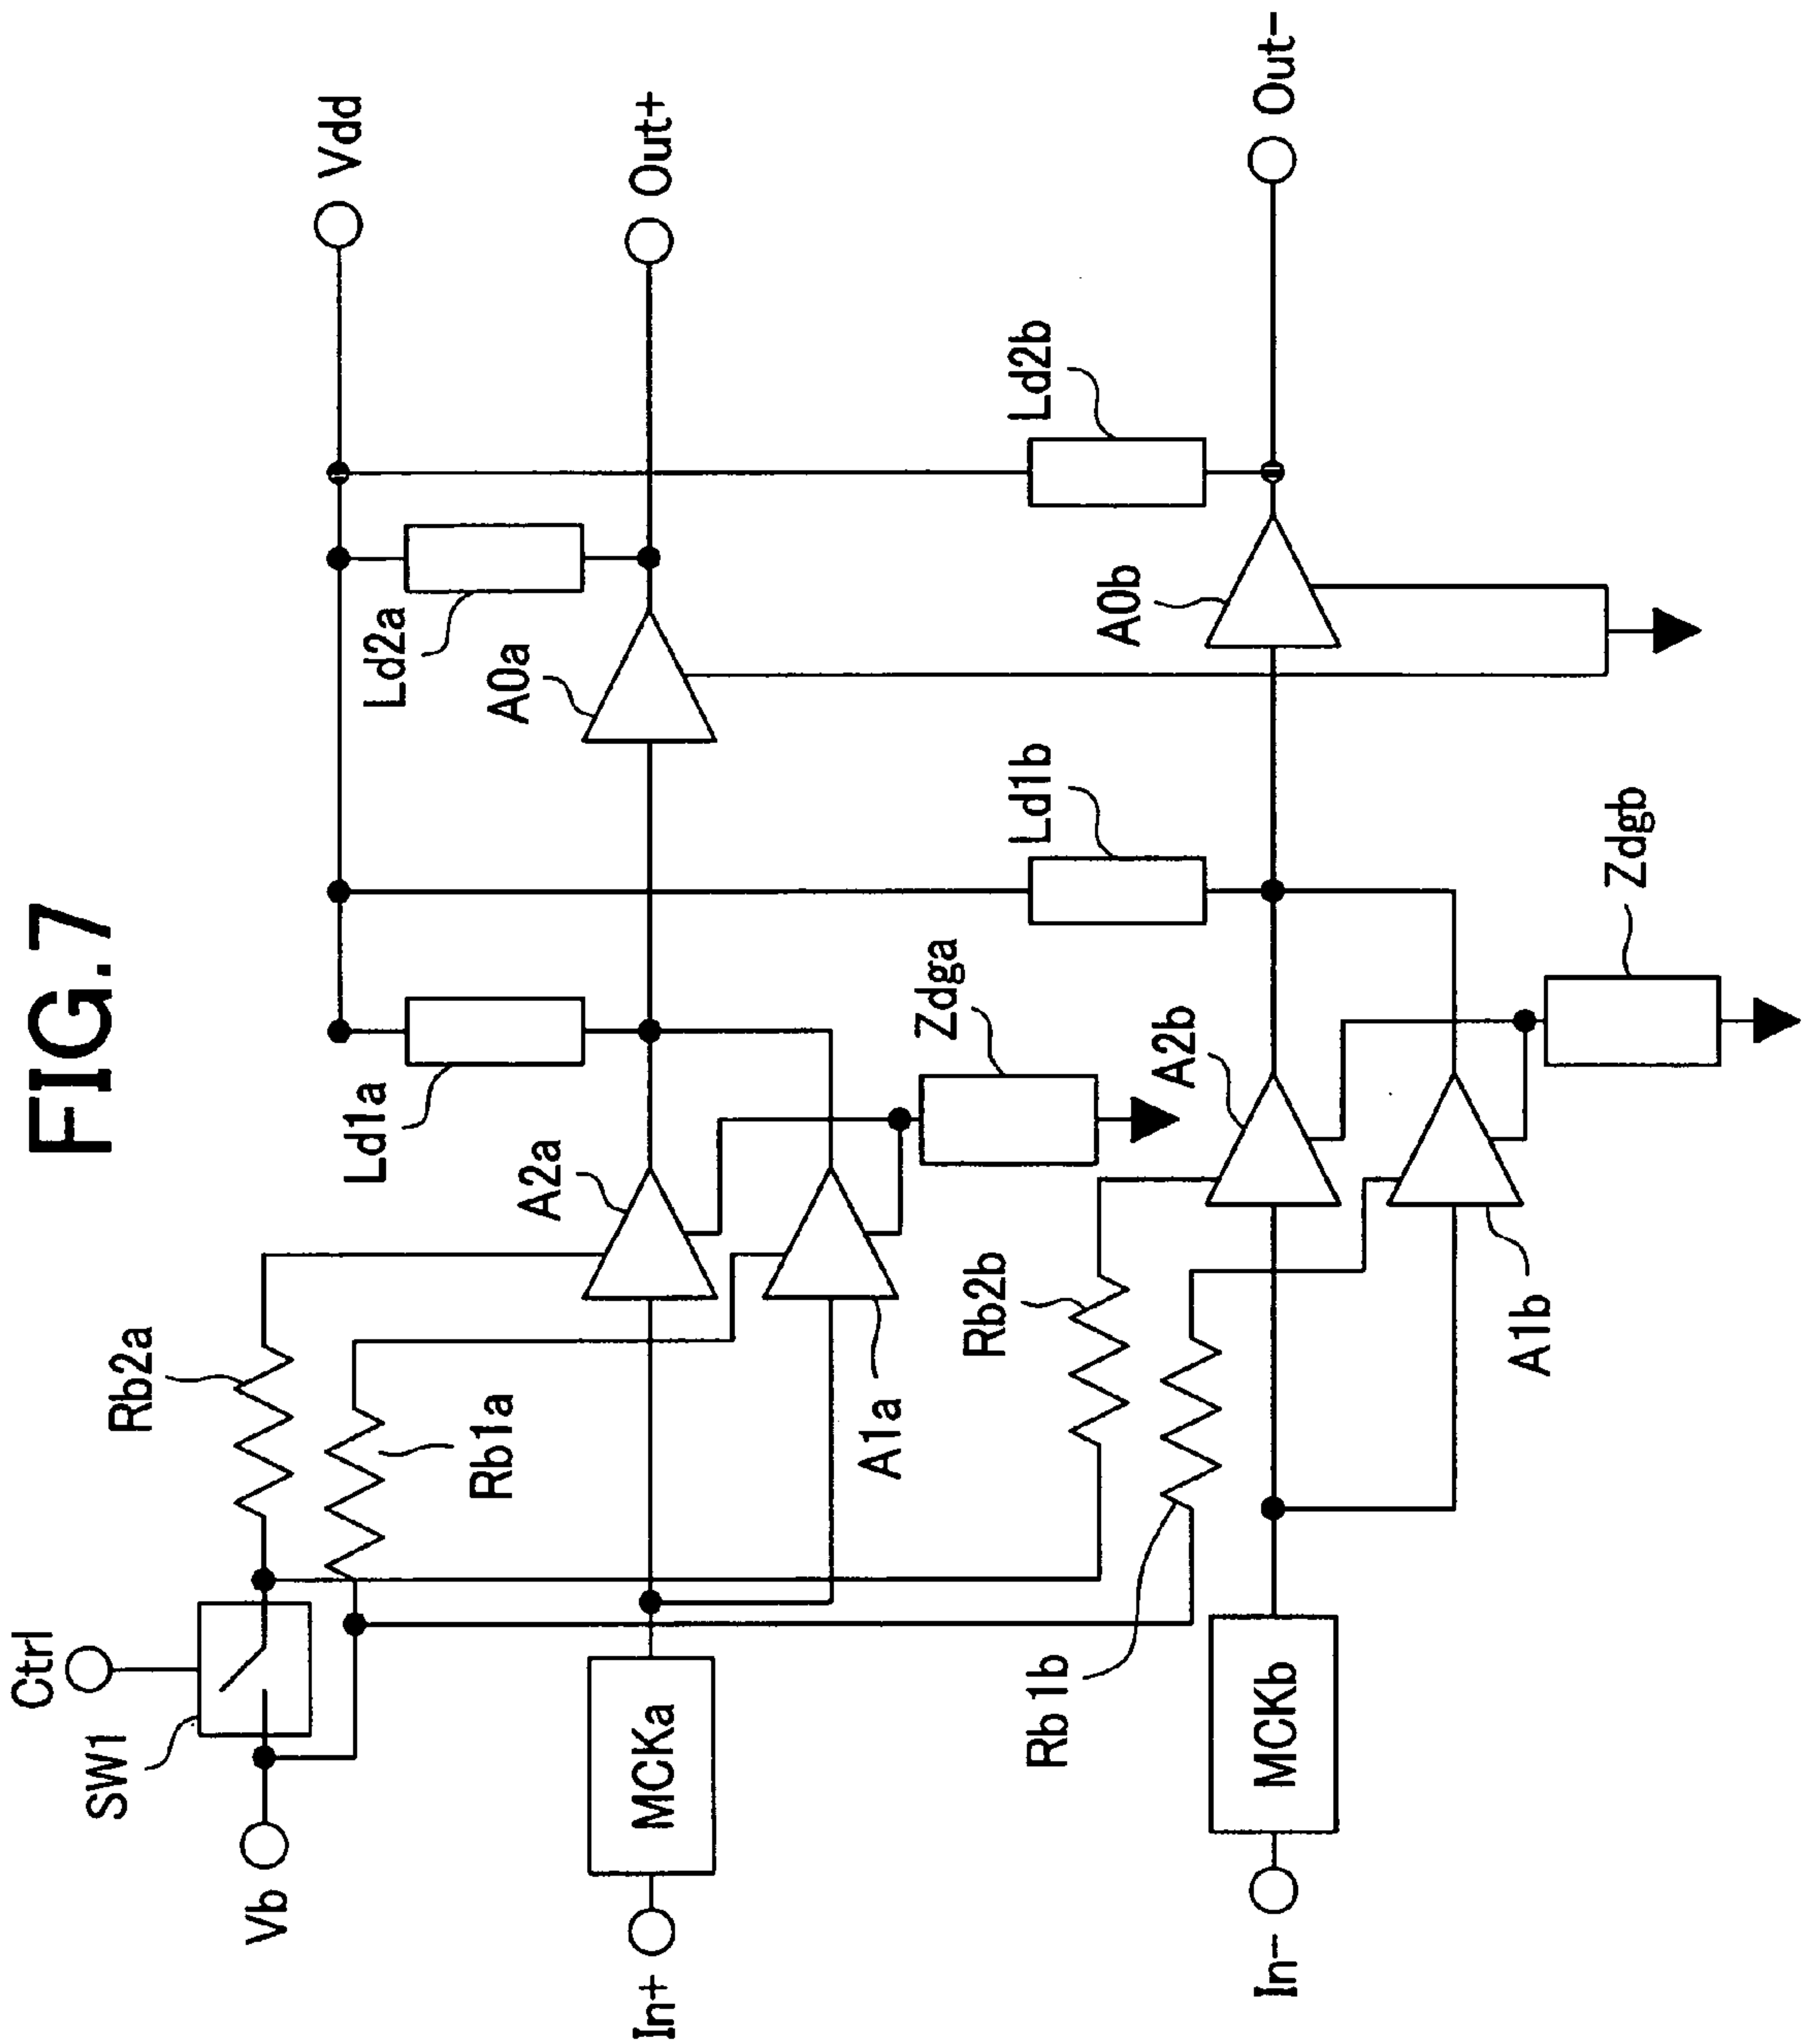 FIG.7
Ctrl
SW1
Vb
Rb2a
Rb1a
Ld1a
Ld2a
Vdd
In+
MCKa
A2a
A1a
A0a
Out+
Zdga
Rb2b
Rb1b
Ld1b
Ld2b
In-
MCKb
A2b
A1b
A0b
Out-
Zdgb